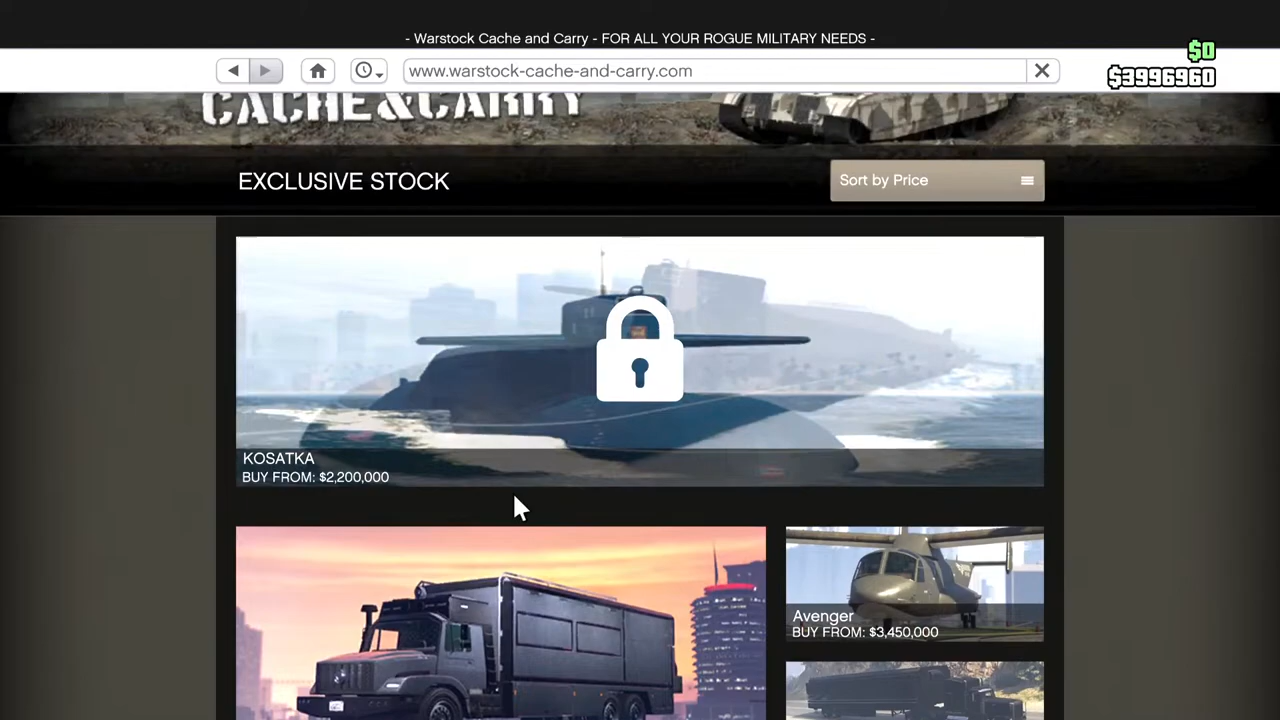 - Warstock Cache and Carry - FOR ALL YOUR ROGUE MILITARY NEEDS -
$0
www.warstock-cache-and-carry.com
$3996960
CACHE&CARRY
EXCLUSIVE STOCK
Sort by Price
KOSATKA
BUY FROM: $2,200,000
Avenger
BUY FROM: $3,450,000